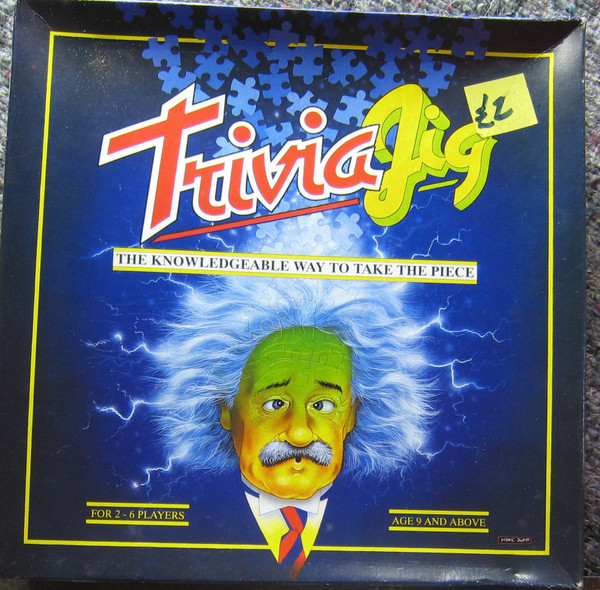 £2
Trivia Jig
THE KNOWLEDGEABLE WAY TO TAKE THE PIECE
FOR 2 - 6 PLAYERS
AGE 9 AND ABOVE